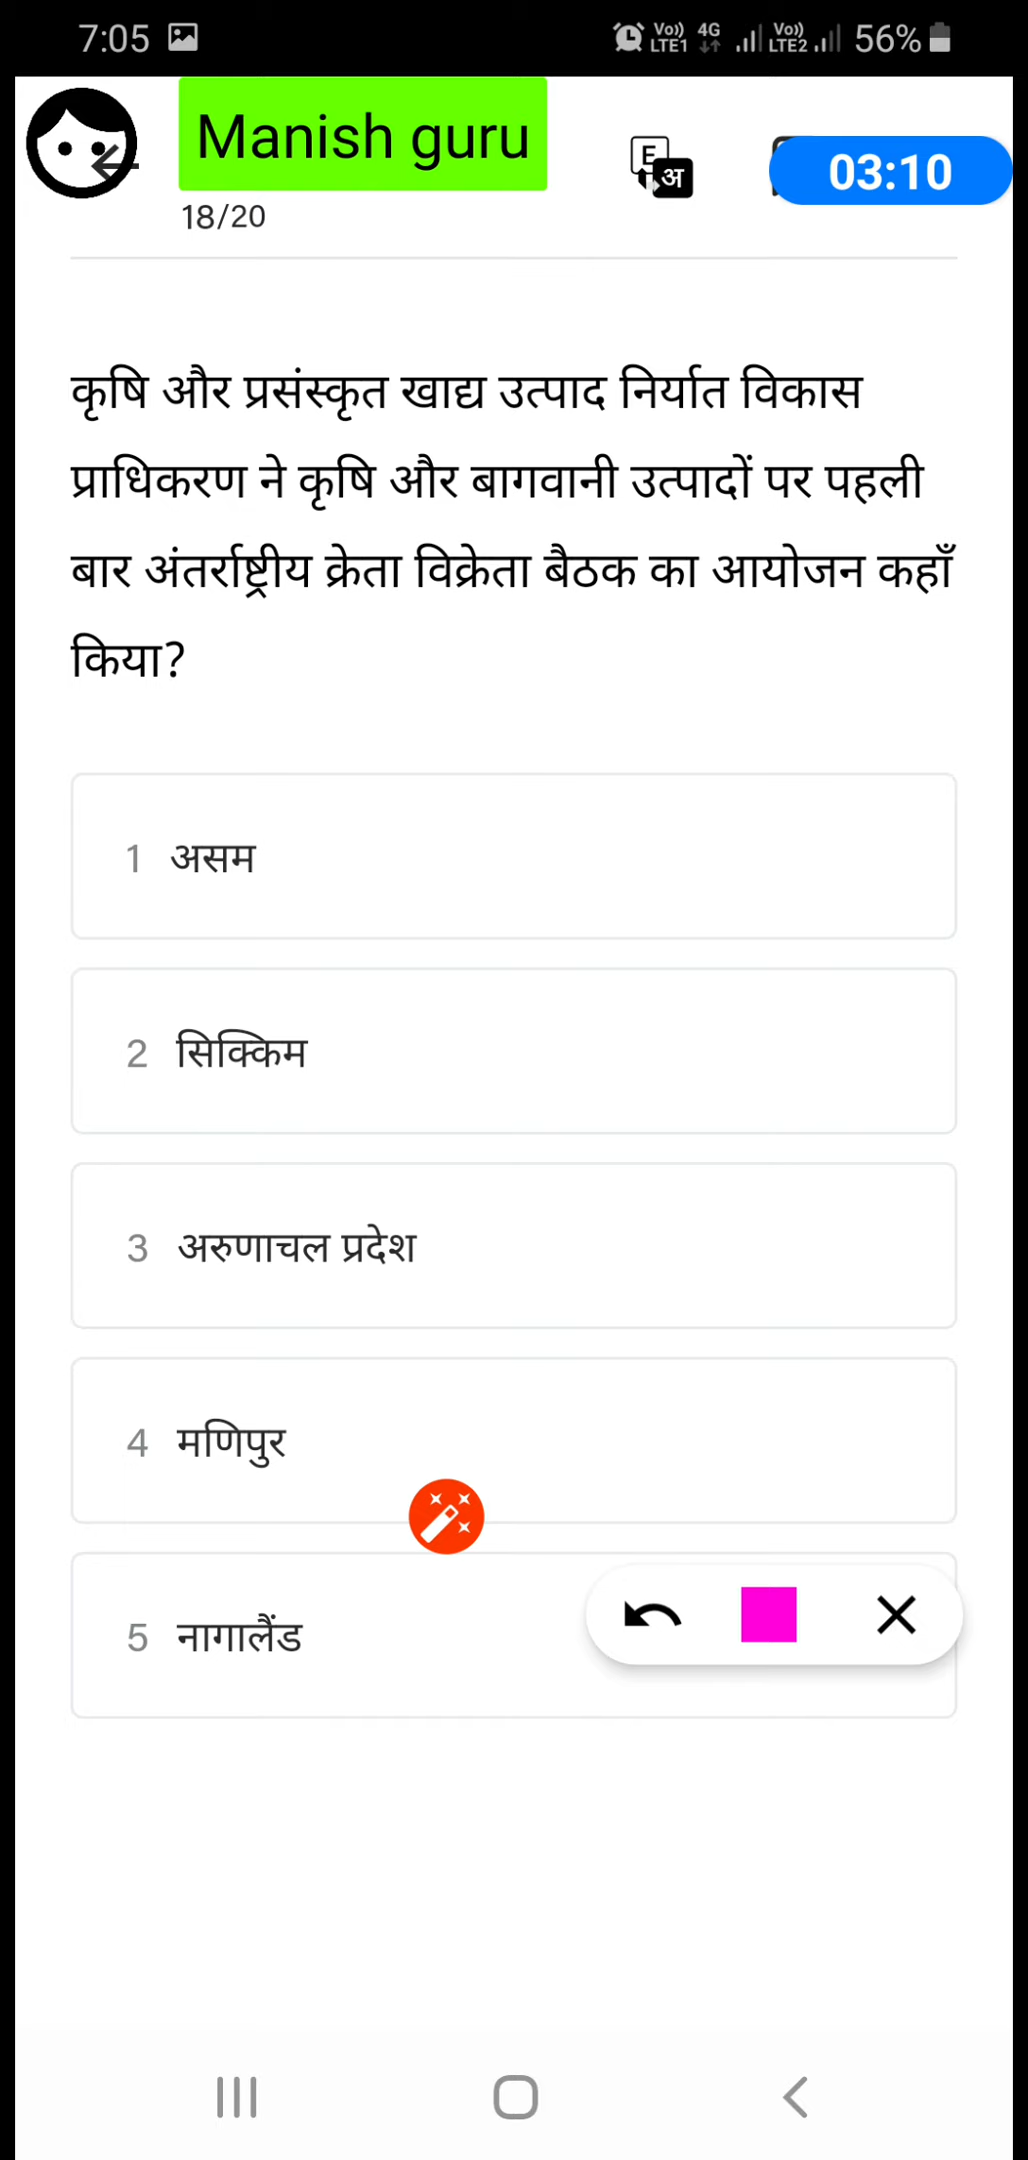 7:05 Vo)) LTE1 4G Vo)) LTE2 56%
Manish guru
E अ
03:10
18/20
कृषि और प्रसंस्कृत खाद्य उत्पाद निर्यात विकास
प्राधिकरण ने कृषि और बागवानी उत्पादों पर पहली
बार अंतर्राष्ट्रीय क्रेता विक्रेता बैठक का आयोजन कहाँ
किया?
1 असम
2 सिक्किम
3 अरुणाचल प्रदेश
4 मणिपुर
5 नागालैंड